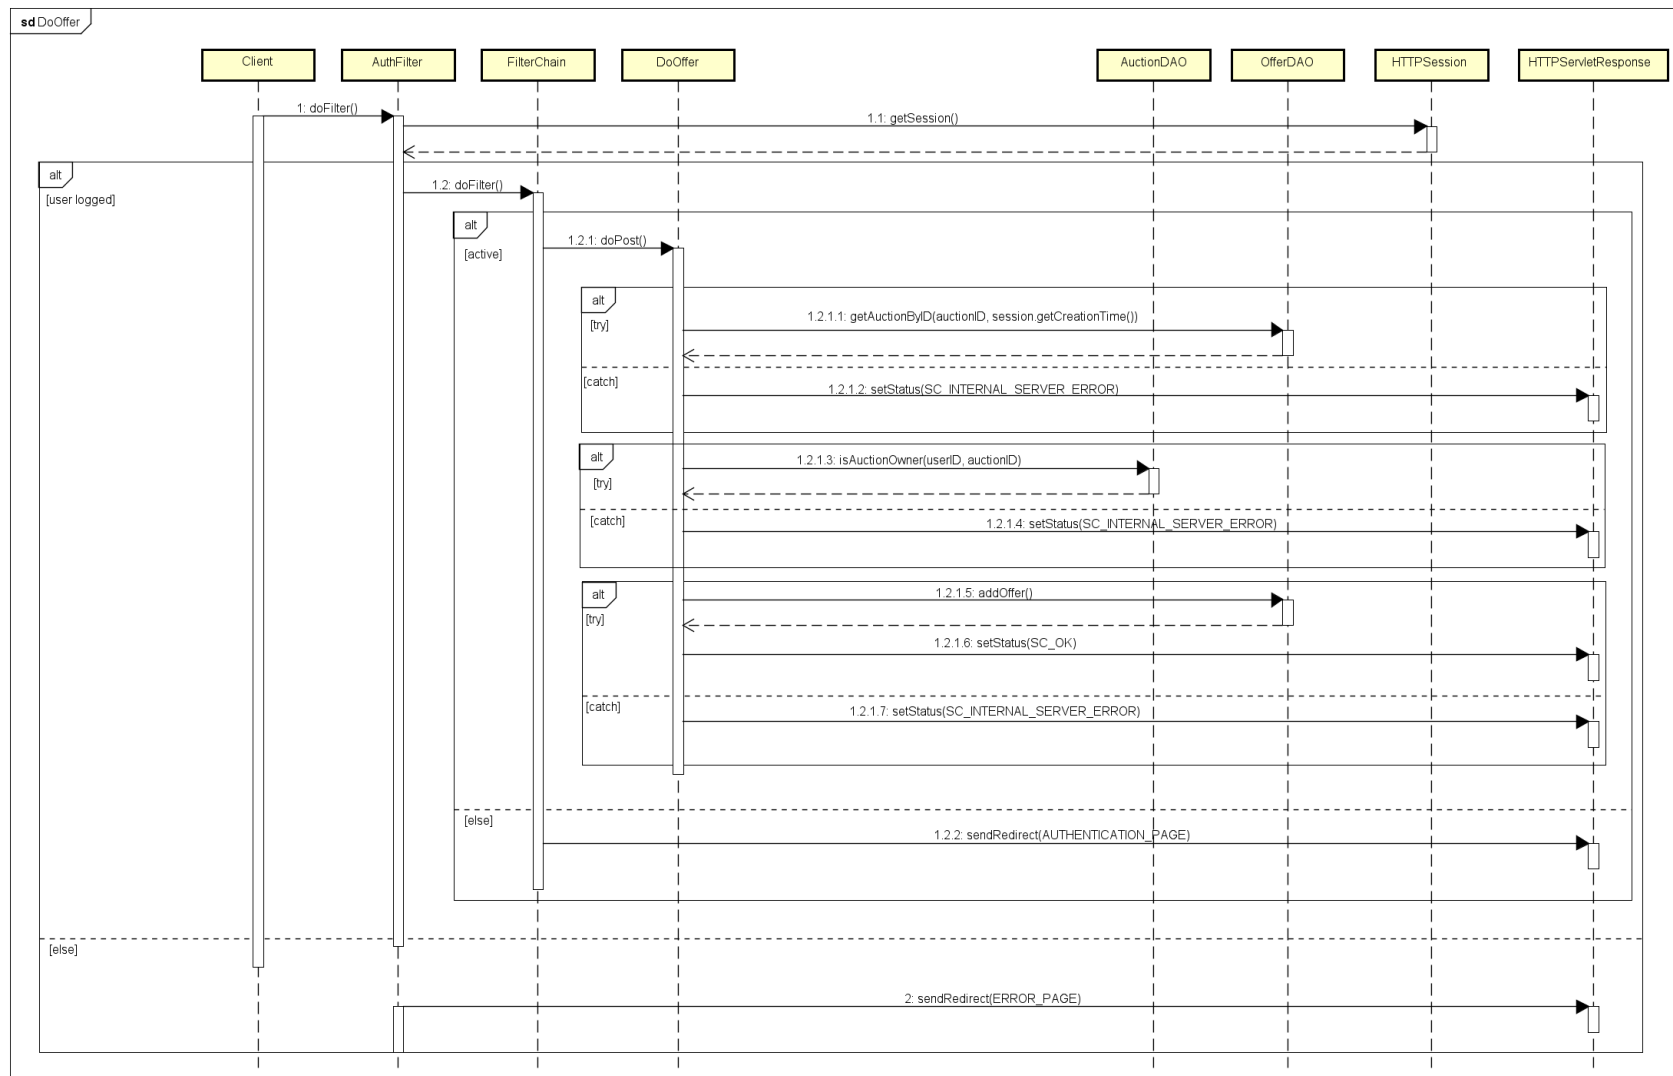 sd DoOffer
Client AuthFilter FilterChain DoOffer AuctionDAO OfferDAO HTTPSession HTTPServletResponse
1: doFilter()
1.1: getSession()
alt
[user logged]
1.2: doFilter()
alt
[active]
1.2.1: doPost()
alt
[try]
1.2.1.1: getAuctionByID(auctionID, session.getCreationTime())
[catch]
1.2.1.2: setStatus(SC_INTERNAL_SERVER_ERROR)
alt
[try]
1.2.1.3: isAuctionOwner(userID, auctionID)
[catch]
1.2.1.4: setStatus(SC_INTERNAL_SERVER_ERROR)
alt
[try]
1.2.1.5: addOffer()
1.2.1.6: setStatus(SC_OK)
[catch]
1.2.1.7: setStatus(SC_INTERNAL_SERVER_ERROR)
[else]
1.2.2: sendRedirect(AUTHENTICATION_PAGE)
[else]
2: sendRedirect(ERROR_PAGE)